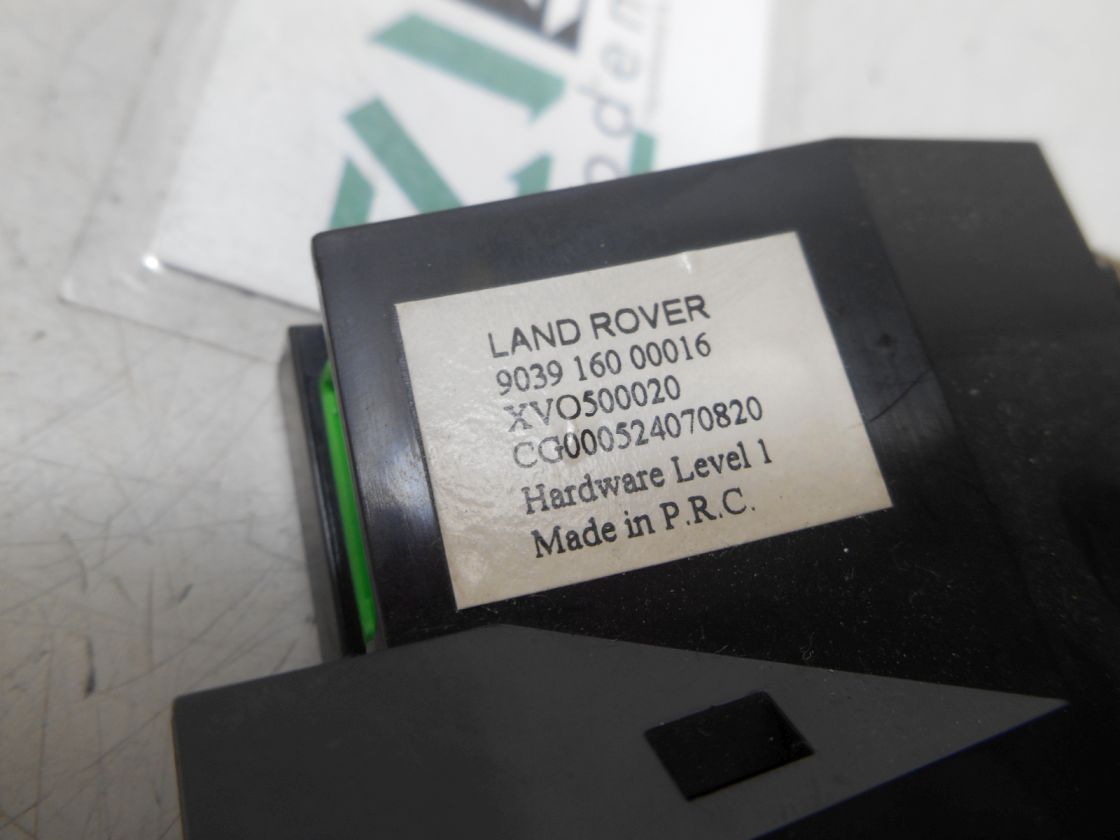 LAND ROVER
9039 160 00016
XVO500020
CG000524070820
Hardware Level 1
Made in P.R.C.